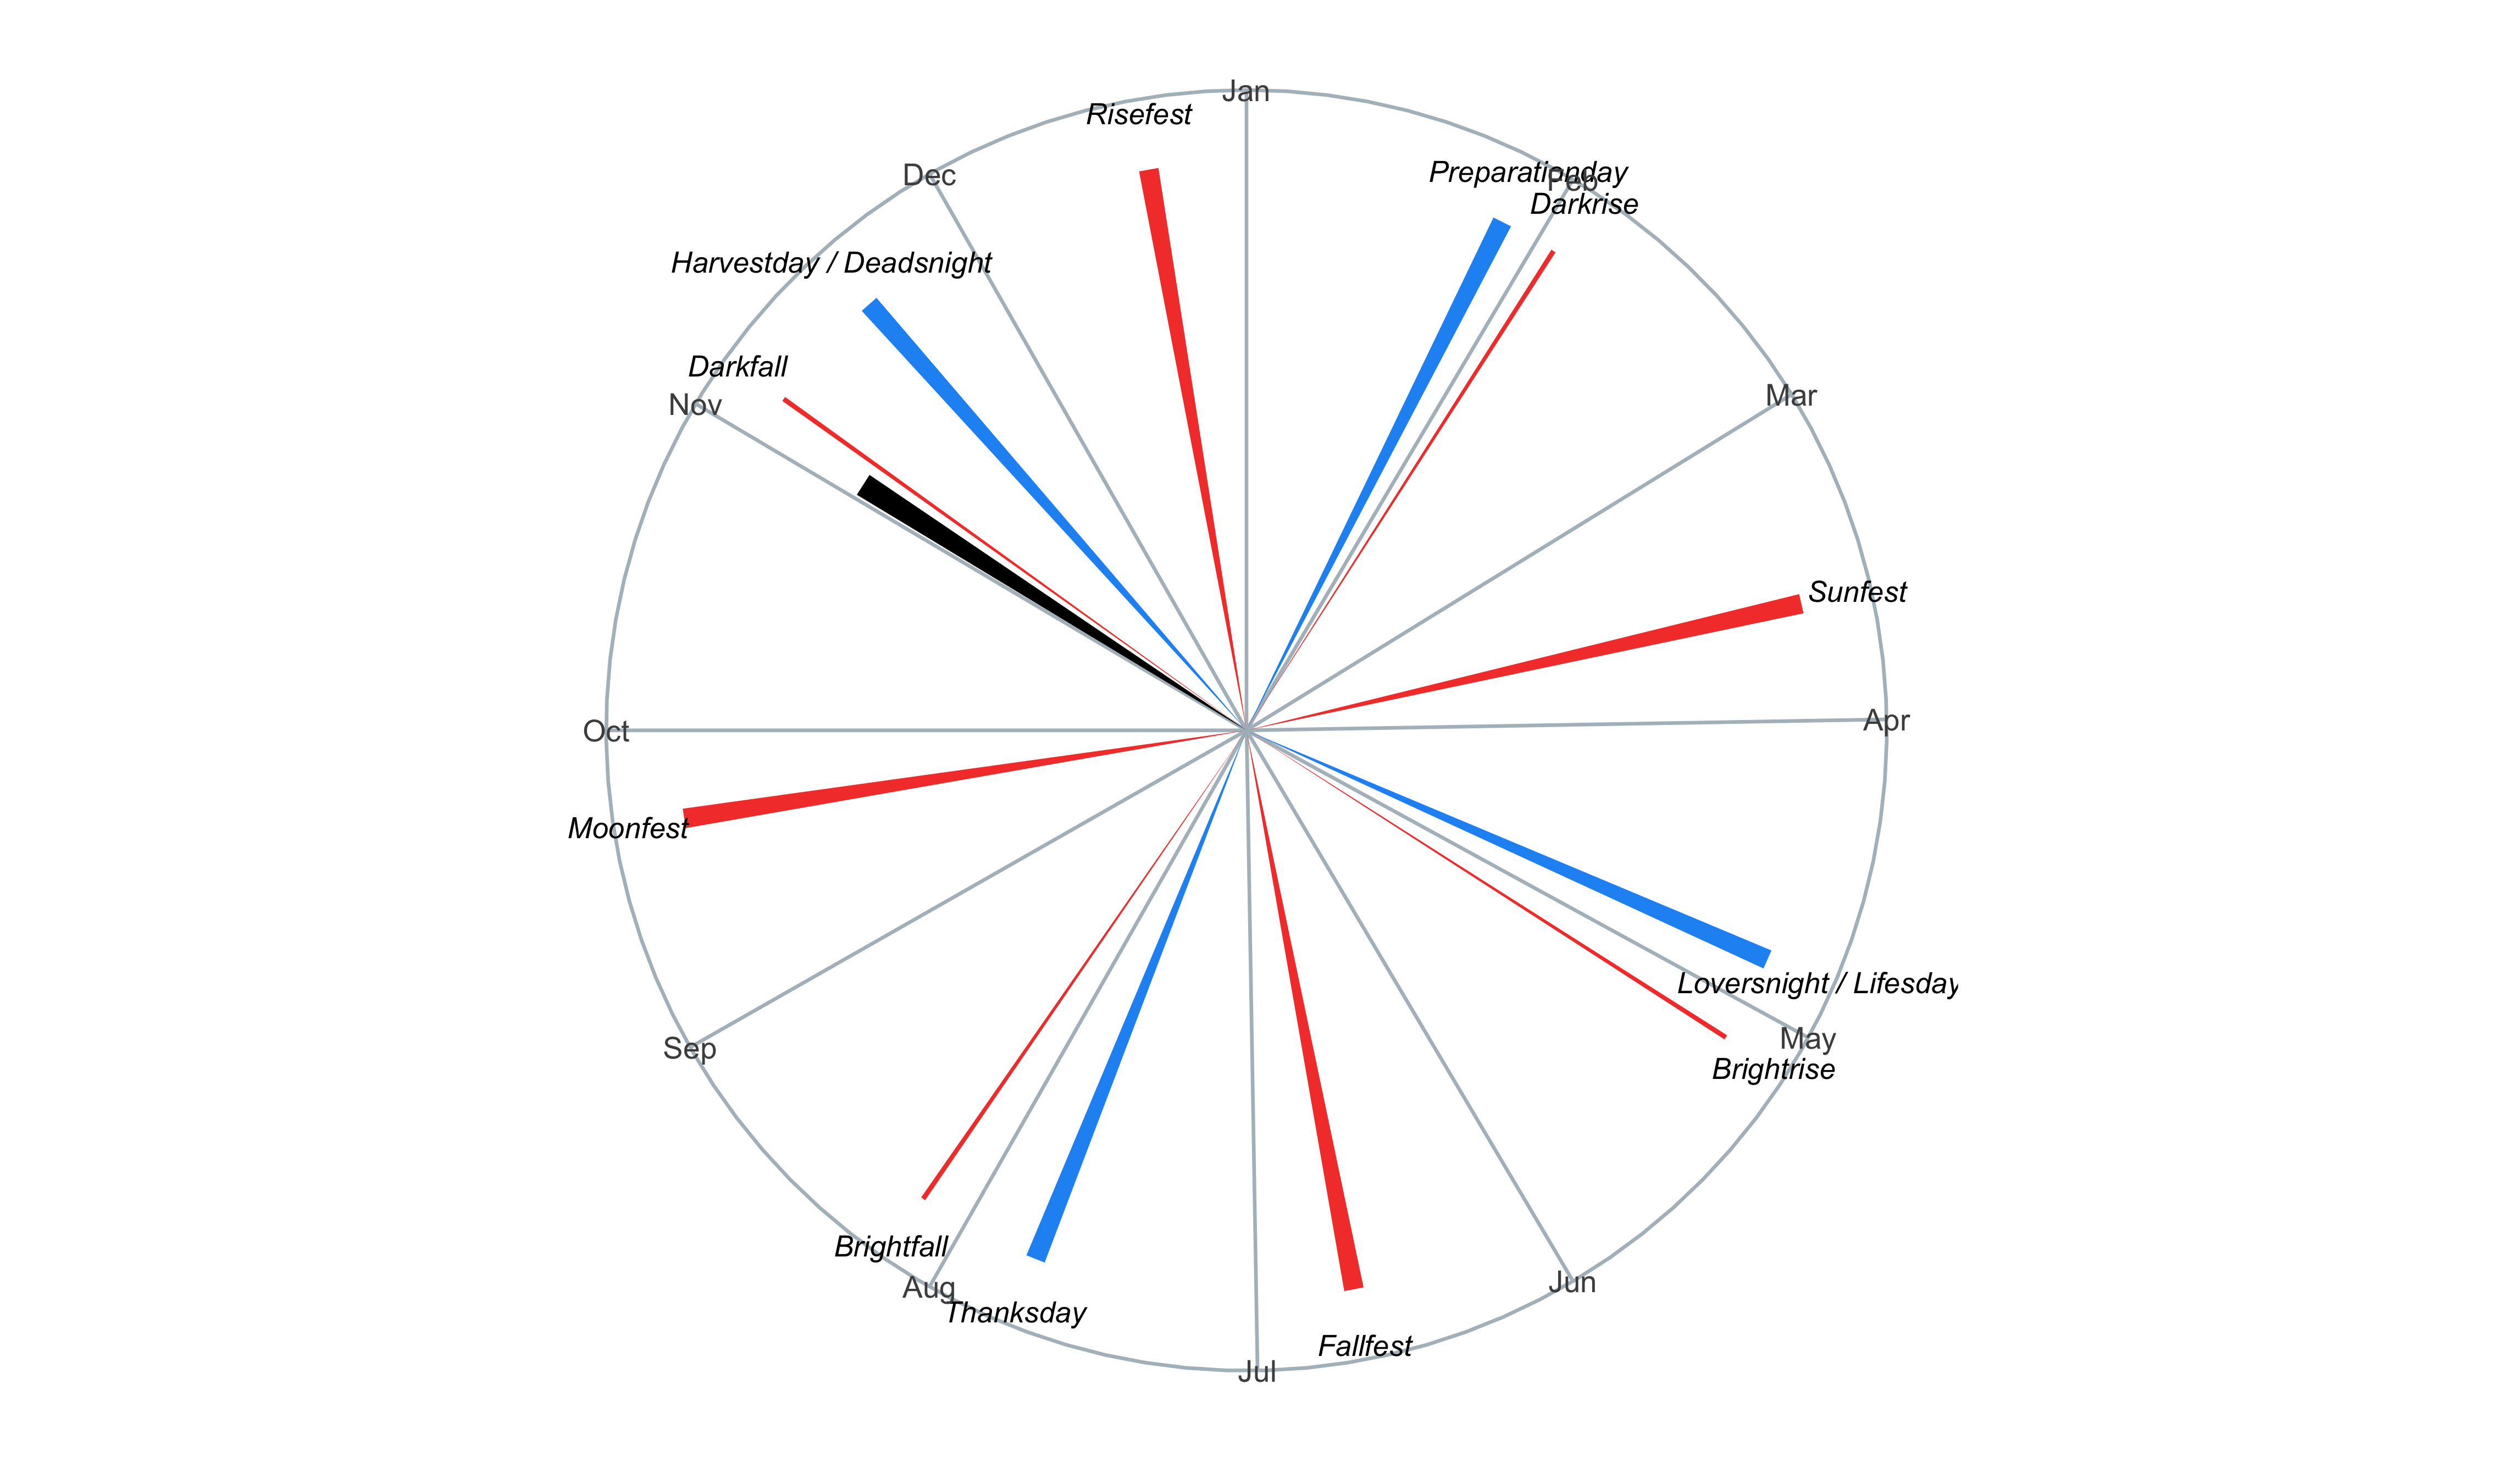 Jan
Risefest
Preparationday
Feb
Dec
Darkrise
Harvestday / Deadsnight
Darkfall
Mar
Nov
Sunfest
Apr
Oct
Moonfest
Loversnight / Lifesday
May
Sep
Brightrise
Brightfall
Jun
Aug
Thanksday
Fallfest
Jul